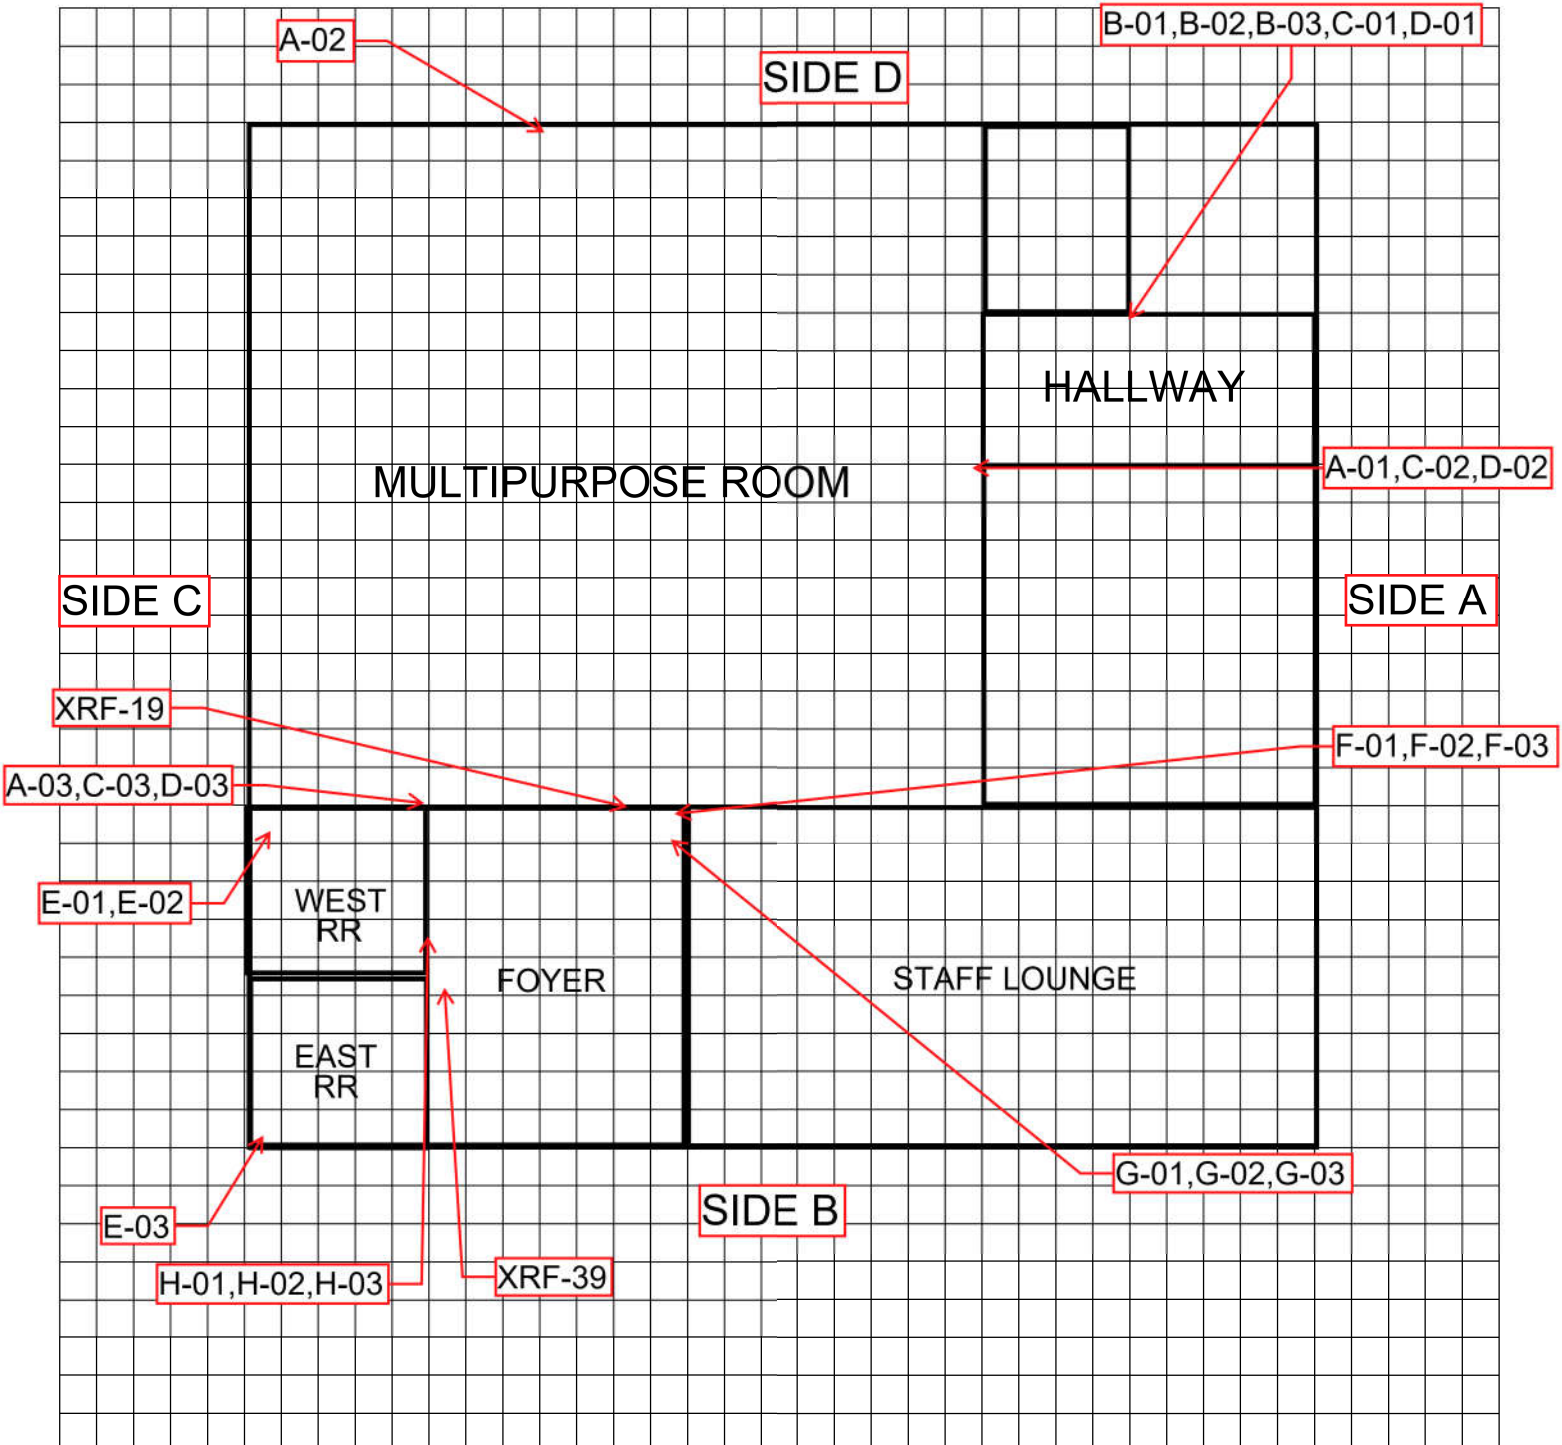 B-01,B-02,B-03,C-01,D-01
A-02
SIDE D
HALLWAY
A-01,C-02,D-02
MULTIPURPOSE ROOM
SIDE C
SIDE A
XRF-19
F-01,F-02,F-03
A-03,C-03,D-03
E-01,E-02
WEST
RR
FOYER
STAFF LOUNGE
EAST
RR
G-01,G-02,G-03
SIDE B
E-03
H-01,H-02,H-03
XRF-39